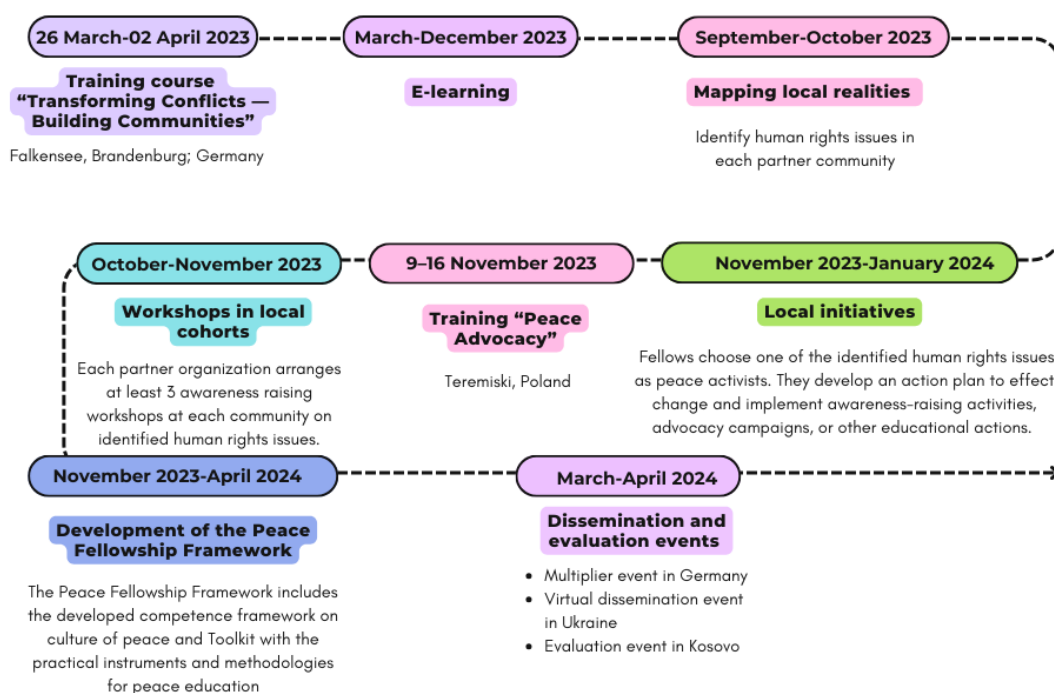 26 March-02 April 2023
Training course
“Transforming Conflicts —
Building Communities”
Falkensee, Brandenburg; Germany
March-December 2023
E-learning
September-October 2023
Mapping local realities
Identify human rights issues in
each partner community
October-November 2023
Workshops in local
cohorts
Each partner organization arranges
at least 3 awareness raising
workshops at each community on
identified human rights issues.
9–16 November 2023
Training “Peace
Advocacy”
Teremiski, Poland
November 2023-January 2024
Local initiatives
Fellows choose one of the identified human rights issues
as peace activists. They develop an action plan to effect
change and implement awareness-raising activities,
advocacy campaigns, or other educational actions.
November 2023-April 2024
Development of the Peace
Fellowship Framework
The Peace Fellowship Framework includes
the developed competence framework on
culture of peace and Toolkit with the
practical instruments and methodologies
for peace education
March-April 2024
Dissemination and
evaluation events
• Multiplier event in Germany
• Virtual dissemination event
in Ukraine
• Evaluation event in Kosovo